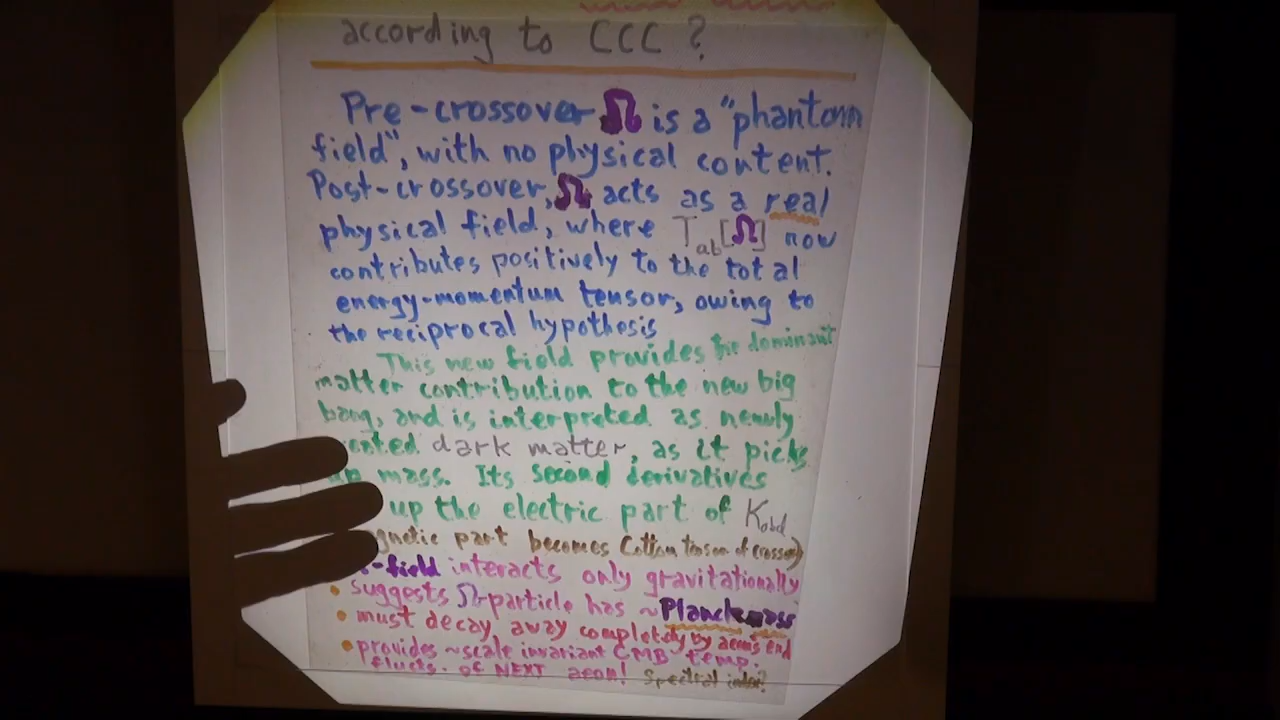 according to CCC ?
Pre-crossover Ω is a "phantom
field", with no physical content.
Post-crossover, Ω acts as a real
physical field, where Tab[Ω] now
contributes positively to the total
energy-momentum tensor, owing to
the reciprocal hypothesis
This new field provides the dominant
matter contribution to the new big
bang, and is interpreted as newly
dark matter, as it picks
up mass. Its second derivatives
up the electric part of
part becomes Cotton tensor of crossover)
-field interacts only gravitationally
• suggests Ω-particle has ~Planck mass
• must decay away completely by aeon's end
• provides ~scale invariant CMB temp.
flucts. of NEXT aeon! Spectral index?